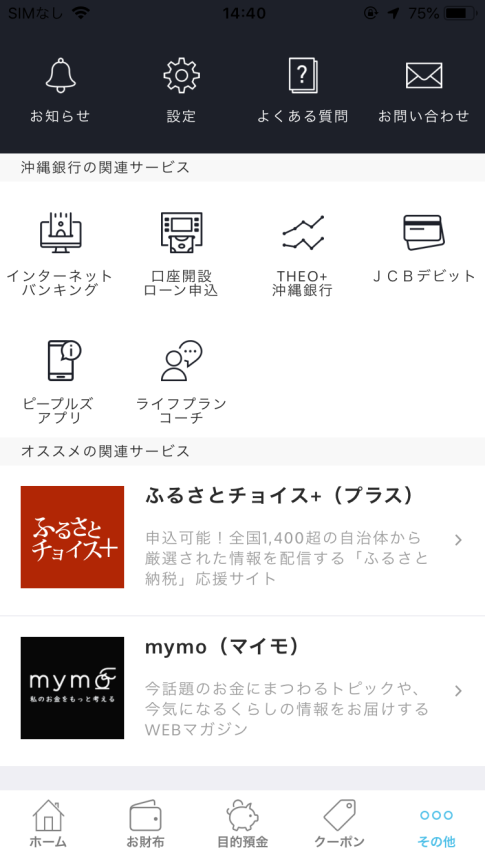 SIMなし 14:40 75%
お知らせ 設定 よくある質問 お問い合わせ
沖縄銀行の関連サービス
インターネット
バンキング
口座開設
ローン申込
THEO+
沖縄銀行
JCBデビット
ピープルズ
アプリ
ライフプラン
コーチ
オススメの関連サービス
ふるさと
チョイス+
ふるさとチョイス+（プラス）
申込可能！全国1,400超の自治体から
厳選された情報を配信する「ふるさと
納税」応援サイト
mymo
私のお金をもっと考える
mymo（マイモ）
今話題のお金にまつわるトピックや、
今気になるくらしの情報をお届けする
WEBマガジン
ホーム お財布 目的預金 クーポン その他